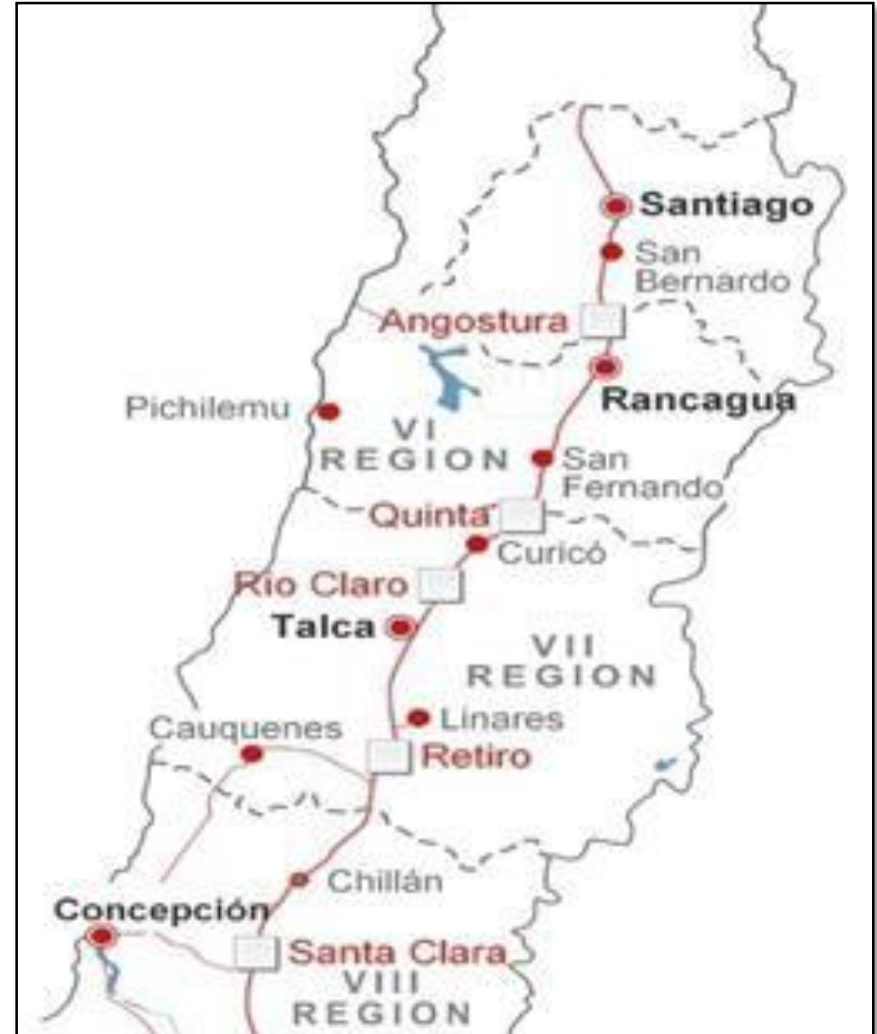 Santiago
San
Bernardo
Angostura
Rancagua
Pichilemu
VI
REGION
San
Fernando
Quinta
Curicó
Río Claro
Talca
VII
REGION
Linares
Cauquenes
Retiro
Chillán
Concepción
Santa Clara
VIII
REGION